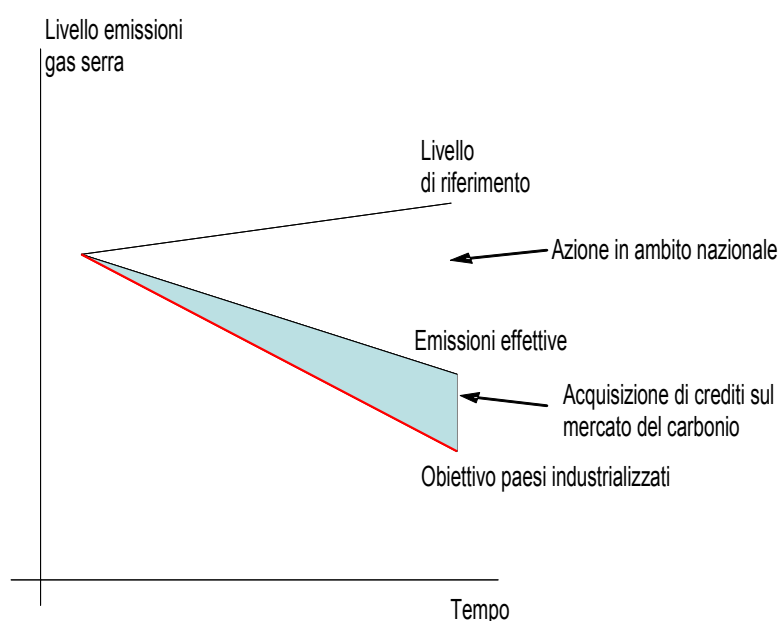 Livello emissioni
gas serra
Livello
di riferimento
Azione in ambito nazionale
Emissioni effettive
Acquisizione di crediti sul
mercato del carbonio
Obiettivo paesi industrializzati
Tempo